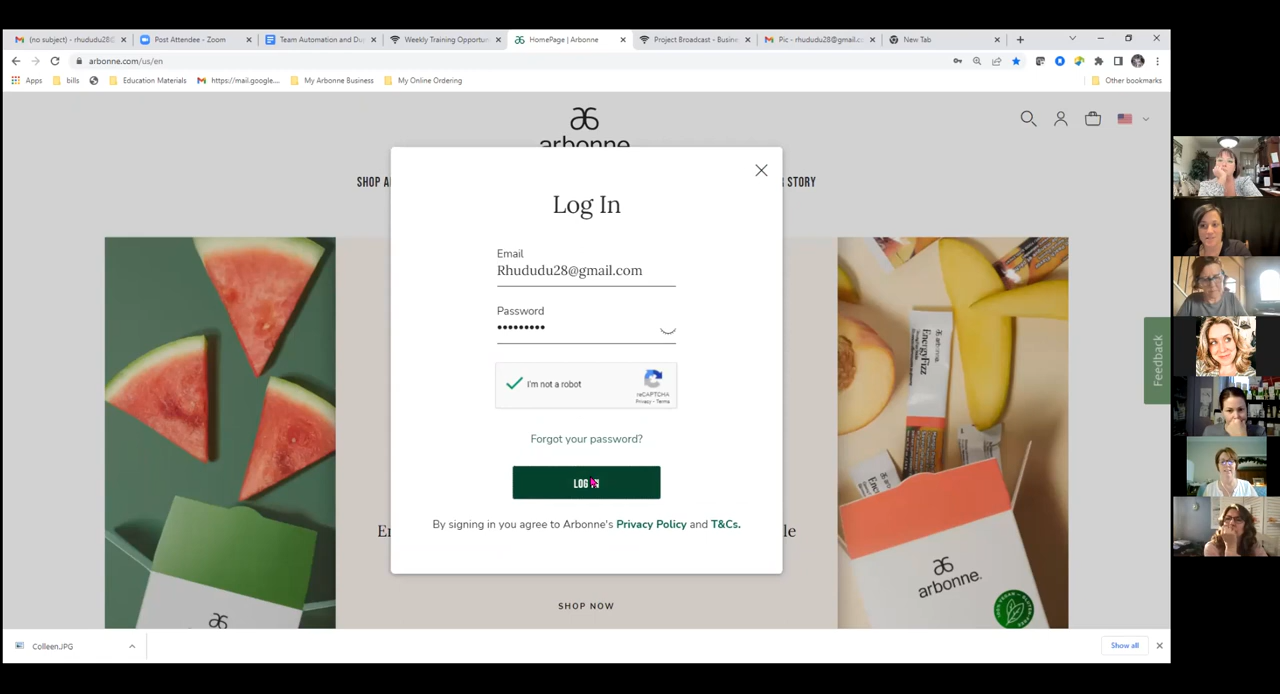 (no subject) - rhududu28@
Post Attendee - Zoom
Team Automation and Du
Weekly Training Opportun
HomePage | Arbonne
Project Broadcast - Busine
Pic - rhududu28@gmail.c
New Tab
arbonne.com/us/en
Apps
bills
Education Materials
https://mail.google...
My Arbonne Business
My Online Ordering
Other bookmarks
arbonne
SHOP A
R STORY
Log In
Email
Rhududu28@gmail.com
Password
•••••••••
I'm not a robot
reCAPTCHA
Privacy - Terms
Forgot your password?
LOG IN
By signing in you agree to Arbonne's Privacy Policy and T&Cs.
En
le
SHOP NOW
EnergyFizz
arbonne.
Feedback
Colleen.JPG
Show all